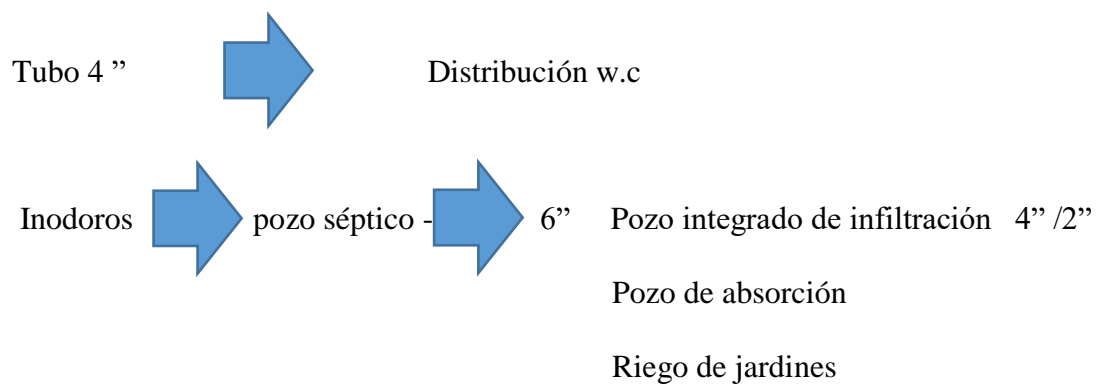 Tubo 4 ” Distribución w.c
Inodoros pozo séptico - 6” Pozo integrado de infiltración 4” /2”
Pozo de absorción
Riego de jardines